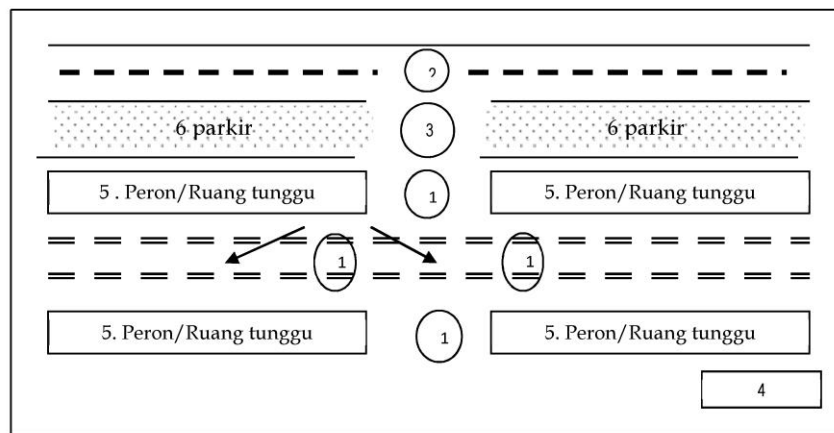 2
6 parkir 3 6 parkir
5 . Peron/Ruang tunggu 1 5. Peron/Ruang tunggu
1 1
5. Peron/Ruang tunggu 1 5. Peron/Ruang tunggu
4